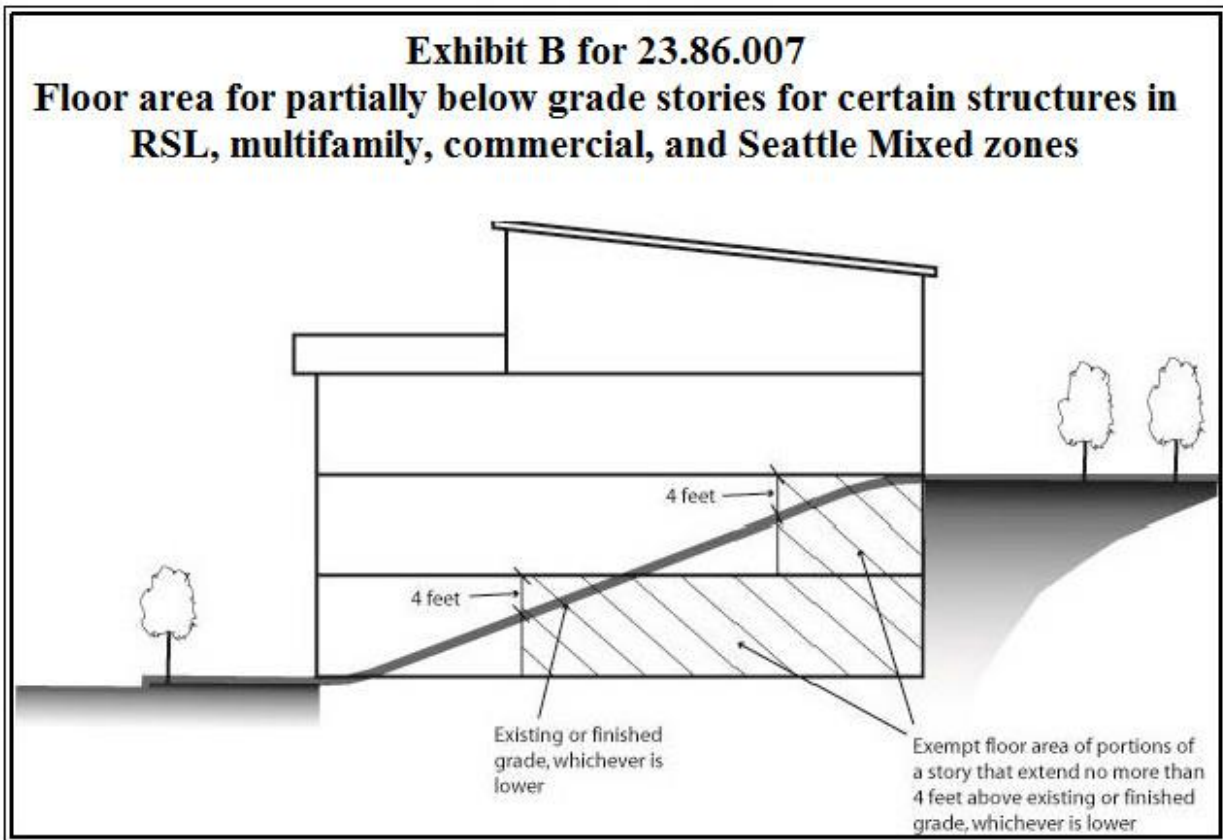 Exhibit B for 23.86.007
Floor area for partially below grade stories for certain structures in
RSL, multifamily, commercial, and Seattle Mixed zones
4 feet
4 feet
Existing or finished
grade, whichever is
lower
Exempt floor area of portions of
a story that extend no more than
4 feet above existing or finished
grade, whichever is lower